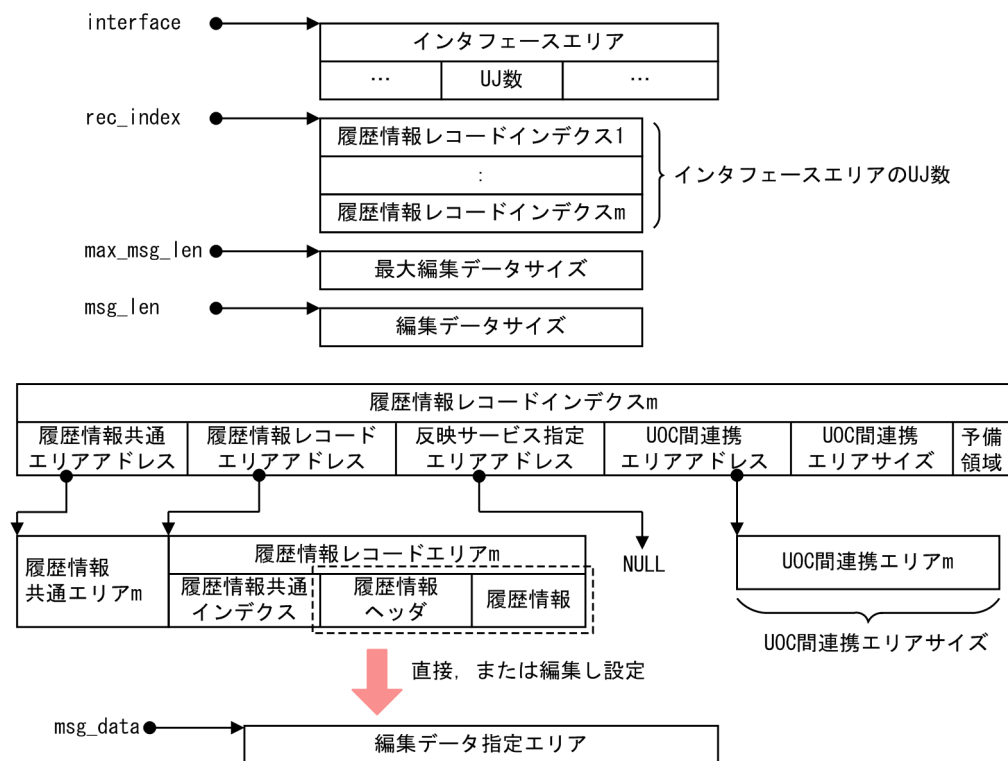 interface
インタフェースエリア
… UJ数 …
rec_index
履歴情報レコードインデクス1
:
履歴情報レコードインデクスm
インタフェースエリアのUJ数
max_msg_len
最大編集データサイズ
msg_len
編集データサイズ
履歴情報レコードインデクスm
履歴情報共通
エリアアドレス
履歴情報レコード
エリアアドレス
反映サービス指定
エリアアドレス
UOC間連携
エリアアドレス
UOC間連携
エリアサイズ
予備
領域
履歴情報
共通エリアm
履歴情報レコードエリアm
履歴情報共通
インデクス
履歴情報
ヘッダ
履歴情報
NULL
UOC間連携エリアm
UOC間連携エリアサイズ
直接，または編集し設定
msg_data
編集データ指定エリア